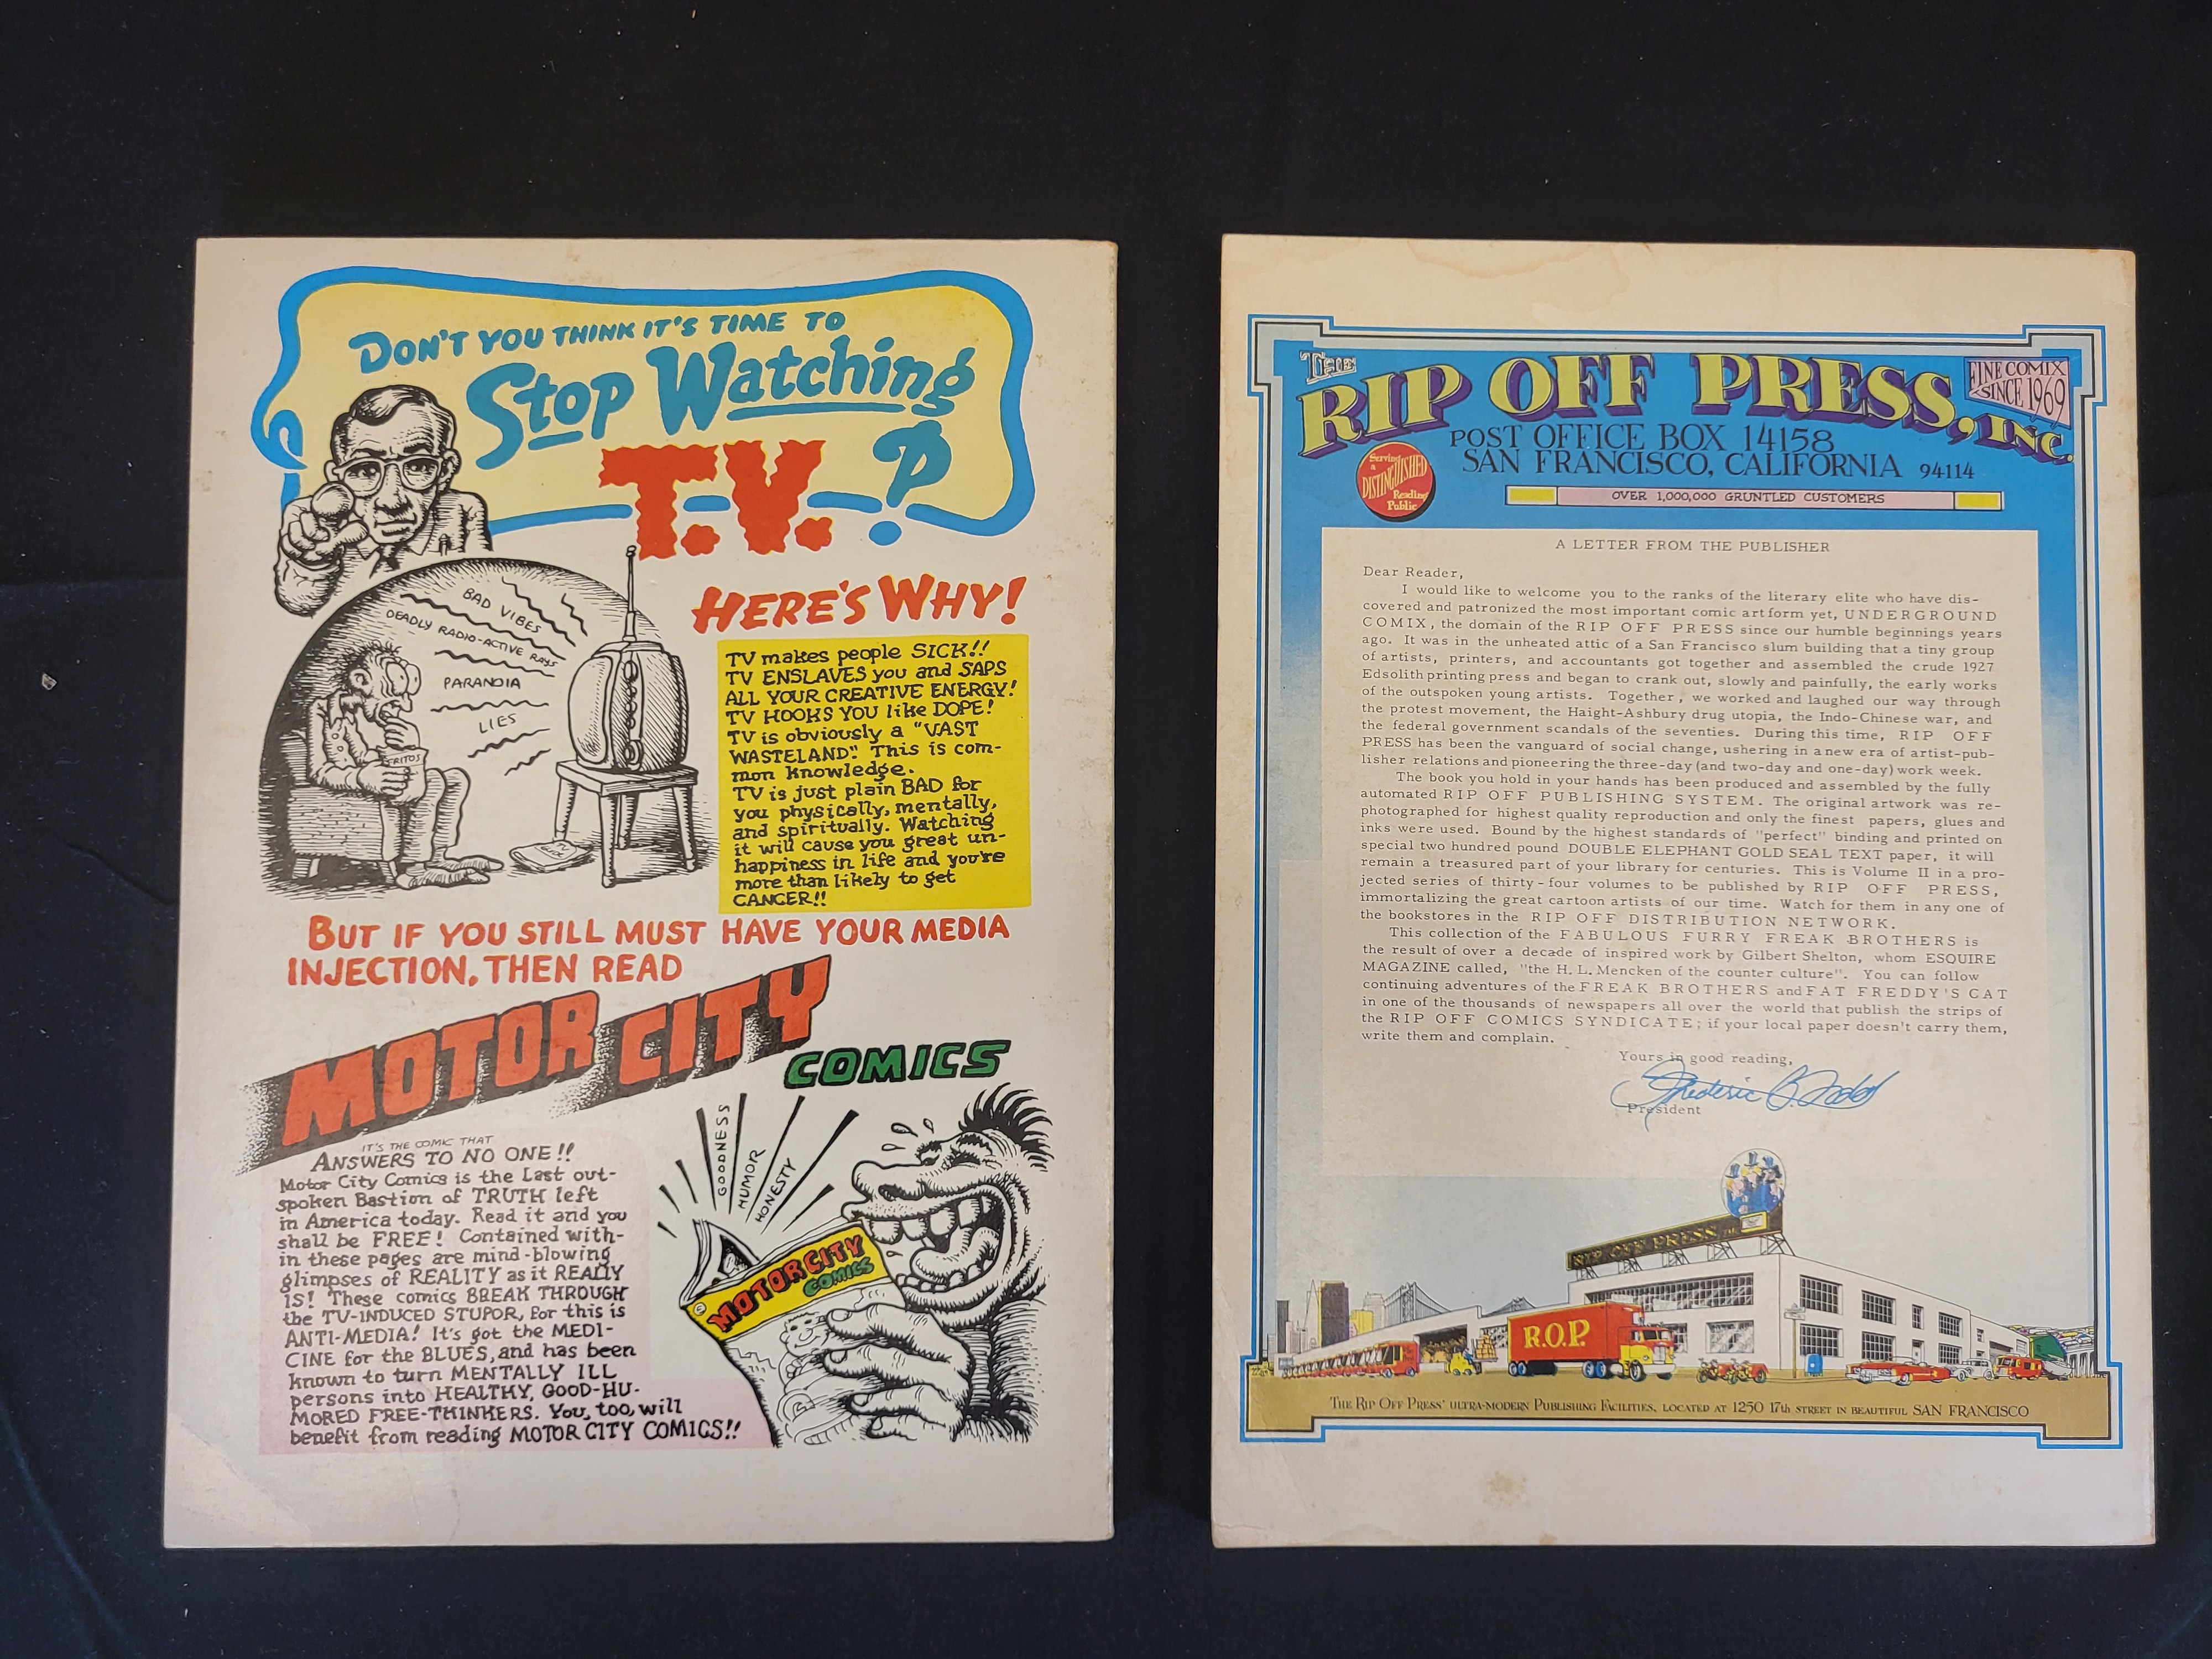 DON'T YOU THINK IT'S TIME TO
Stop Watching
T.V.?
HERE'S WHY!
BAD VIBES
DEADLY RADIO-ACTIVE RAYS
PARANOIA
LIES
FRITOS
TV makes people SICK!!
TV ENSLAVES you and SAPS
ALL YOUR CREATIVE ENERGY!
TV HOOKS YOU like DOPE!
TV is obviously a "VAST
WASTELAND". This is com-
mon knowledge.
TV is just plain BAD for
you physically, mentally,
and spiritually. Watching
it will cause you great un-
happiness in life and you're
more than likely to get
CANCER!!
BUT IF YOU STILL MUST HAVE YOUR MEDIA
INJECTION, THEN READ
MOTOR CITY
COMICS
IT'S THE COMIC THAT
ANSWERS TO NO ONE!!
Motor City Comics is the Last out-
spoken Bastion of TRUTH left
in America today. Read it and you
shall be FREE! Contained with-
in these pages are mind-blowing
glimpses of REALITY as it REALLY
IS! These comics BREAK THROUGH
the TV-INDUCED STUPOR, for this is
ANTI-MEDIA! It's got the MEDI-
CINE for the BLUES, and has been
known to turn MENTALLY ILL
persons into HEALTHY, GOOD-HU-
MORED FREE-THINKERS. You, too, will
benefit from reading MOTOR CITY COMICS!!
GOODNESS
HUMOR
HONESTY
MOTOR CITY
COMICS
THE
RIP OFF PRESS, INC.
FINE COMIX
SINCE 1969
POST OFFICE BOX 14158
SAN FRANCISCO, CALIFORNIA 94114
Serving
a
DISTINGUISHED
Reading
Public
OVER 1,000,000 GRUNTLED CUSTOMERS
A LETTER FROM THE PUBLISHER
Dear Reader,
I would like to welcome you to the ranks of the literary elite who have dis-
covered and patronized the most important comic art form yet, UNDERGROUND
COMIX, the domain of the RIP OFF PRESS since our humble beginnings years
ago. It was in the unheated attic of a San Francisco slum building that a tiny group
of artists, printers, and accountants got together and assembled the crude 1927
Edsolith printing press and began to crank out, slowly and painfully, the early works
of the outspoken young artists. Together, we worked and laughed our way through
the protest movement, the Haight-Ashbury drug utopia, the Indo-Chinese war, and
the federal government scandals of the seventies. During this time, RIP OFF
PRESS has been the vanguard of social change, ushering in a new era of artist-pub-
lisher relations and pioneering the three-day (and two-day and one-day) work week.
The book you hold in your hands has been produced and assembled by the fully
automated RIP OFF PUBLISHING SYSTEM. The original artwork was re-
photographed for highest quality reproduction and only the finest papers, glues and
inks were used. Bound by the highest standards of "perfect" binding and printed on
special two hundred pound DOUBLE ELEPHANT GOLD SEAL TEXT paper, it will
remain a treasured part of your library for centuries. This is Volume II in a pro-
jected series of thirty-four volumes to be published by RIP OFF PRESS,
immortalizing the great cartoon artists of our time. Watch for them in any one of
the bookstores in the RIP OFF DISTRIBUTION NETWORK.
This collection of the FABULOUS FURRY FREAK BROTHERS is
the result of over a decade of inspired work by Gilbert Shelton, whom ESQUIRE
MAGAZINE called, "the H. L. Mencken of the counter culture". You can follow
continuing adventures of the FREAK BROTHERS and FAT FREDDY'S CAT
in one of the thousands of newspapers all over the world that publish the strips of
the RIP OFF COMICS SYNDICATE; if your local paper doesn't carry them,
write them and complain.
Yours in good reading,
Frederic B. Todd
President
RIP OFF PRESS INC.
R.O.P.
THE RIP OFF PRESS' ULTRA-MODERN PUBLISHING FACILITIES, LOCATED AT 1250 17th STREET IN BEAUTIFUL SAN FRANCISCO